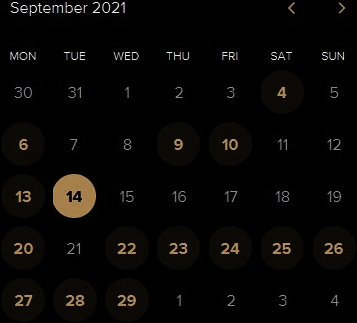 September 2021
MON TUE WED THU FRI SAT SUN
30 31 1 2 3 4 5
6 7 8 9 10 11 12
13 14 15 16 17 18 19
20 21 22 23 24 25 26
27 28 29 1 2 3 4